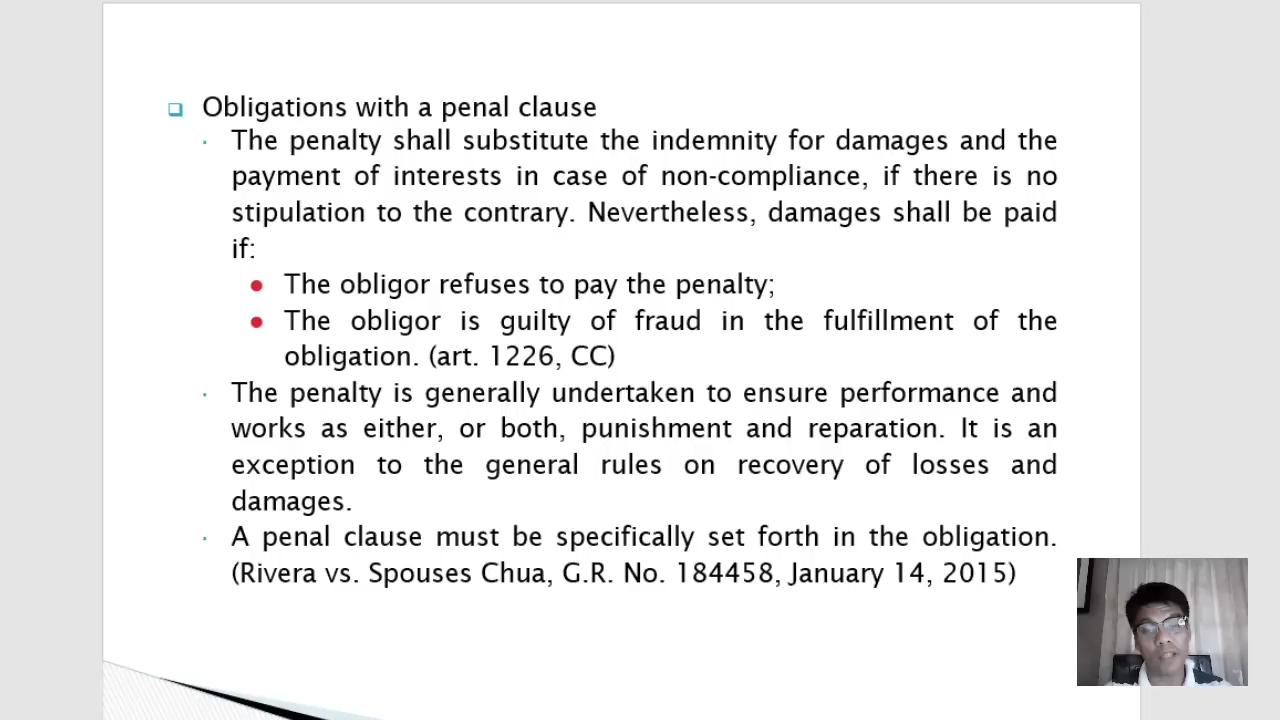 Obligations with a penal clause
The penalty shall substitute the indemnity for damages and the
payment of interests in case of non-compliance, if there is no
stipulation to the contrary. Nevertheless, damages shall be paid
if:
The obligor refuses to pay the penalty;
The obligor is guilty of fraud in the fulfillment of the
obligation. (art. 1226, CC)
The penalty is generally undertaken to ensure performance and
works as either, or both, punishment and reparation. It is an
exception to the general rules on recovery of losses and
damages.
A penal clause must be specifically set forth in the obligation.
(Rivera vs. Spouses Chua, G.R. No. 184458, January 14, 2015)